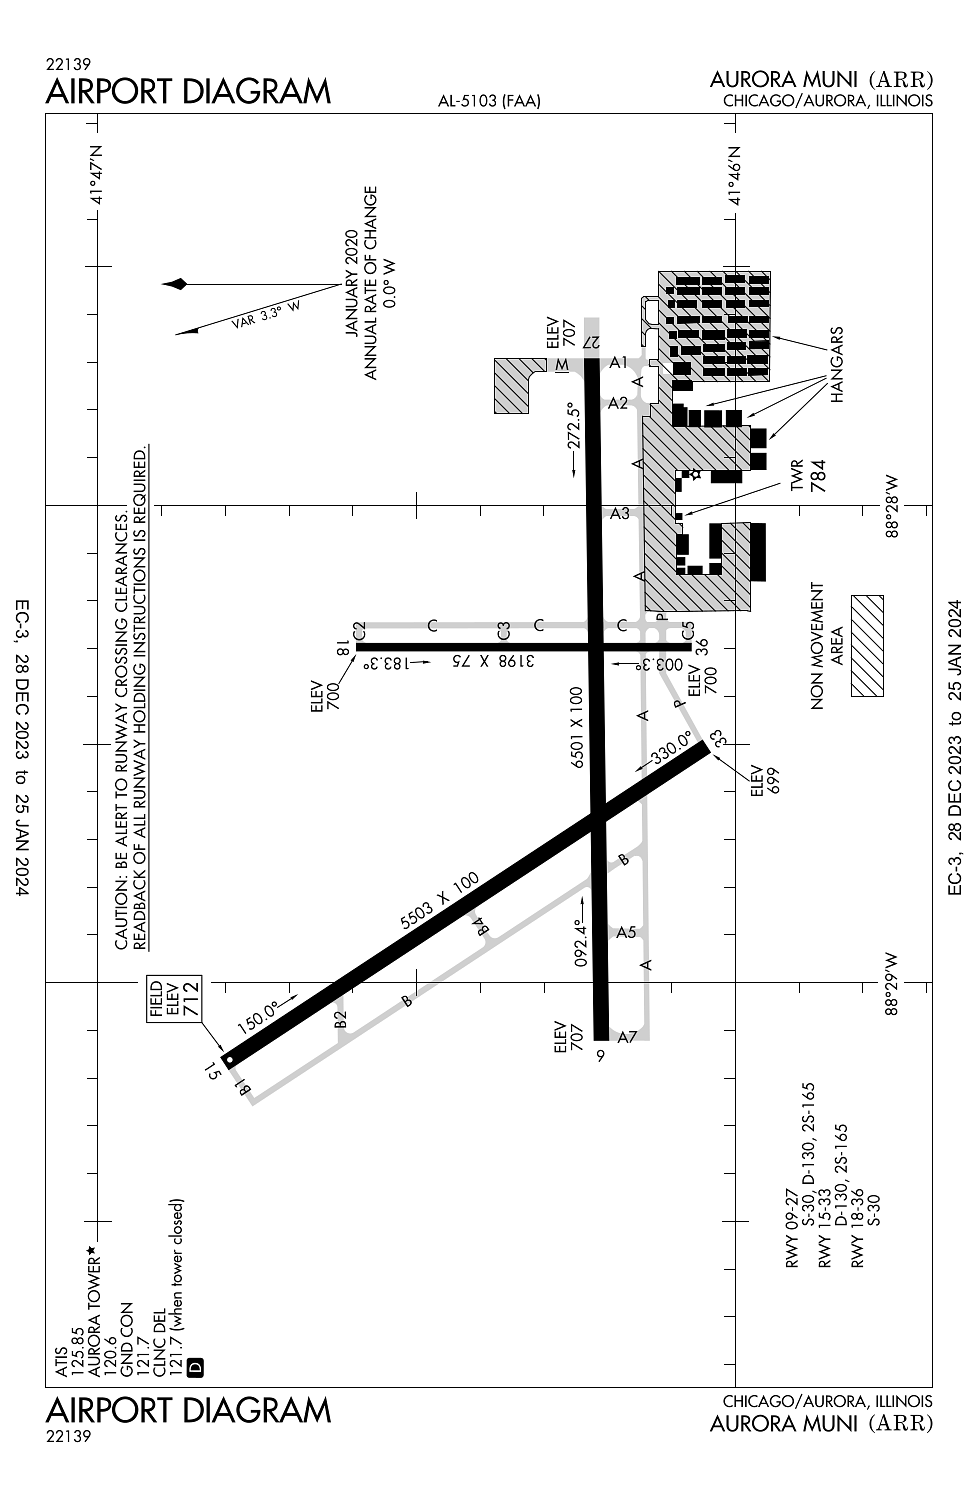 22139
AIRPORT DIAGRAM
AL-5103 (FAA)
AURORA MUNI (ARR)
CHICAGO/AURORA, ILLINOIS
41°47'N
41°46'N
JANUARY 2020
ANNUAL RATE OF CHANGE
0.0° W
VAR 3.3° W
ELEV
707
27
W
A1
A
A2
272.5°
A
HANGARS
TWR
784
88°28'W
A3
A
CAUTION: BE ALERT TO RUNWAY CROSSING CLEARANCES.
READBACK OF ALL RUNWAY HOLDING INSTRUCTIONS IS REQUIRED.
NON MOVEMENT
AREA
C2
C
C3
C
C
P
C5
18
36
183.3°
3198 X 75
003.3°
ELEV
700
ELEV
700
6501 X 100
A
P
330.0°
33
ELEV
699
EC-3, 28 DEC 2023 to 25 JAN 2024
EC-3, 28 DEC 2023 to 25 JAN 2024
5503 X 100
B
B4
092.4°
A5
A
88°29'W
FIELD
ELEV
712
150.0°
B2
B
ELEV
707
A7
9
15
B1
RWY 09-27
S-30, D-130, 2S-165
RWY 15-33
D-130, 2S-165
RWY 18-36
S-30
ATIS
125.85
AURORA TOWER★
120.6
GND CON
121.7
CLNC DEL
121.7 (when tower closed)
D
AIRPORT DIAGRAM
22139
CHICAGO/AURORA, ILLINOIS
AURORA MUNI (ARR)